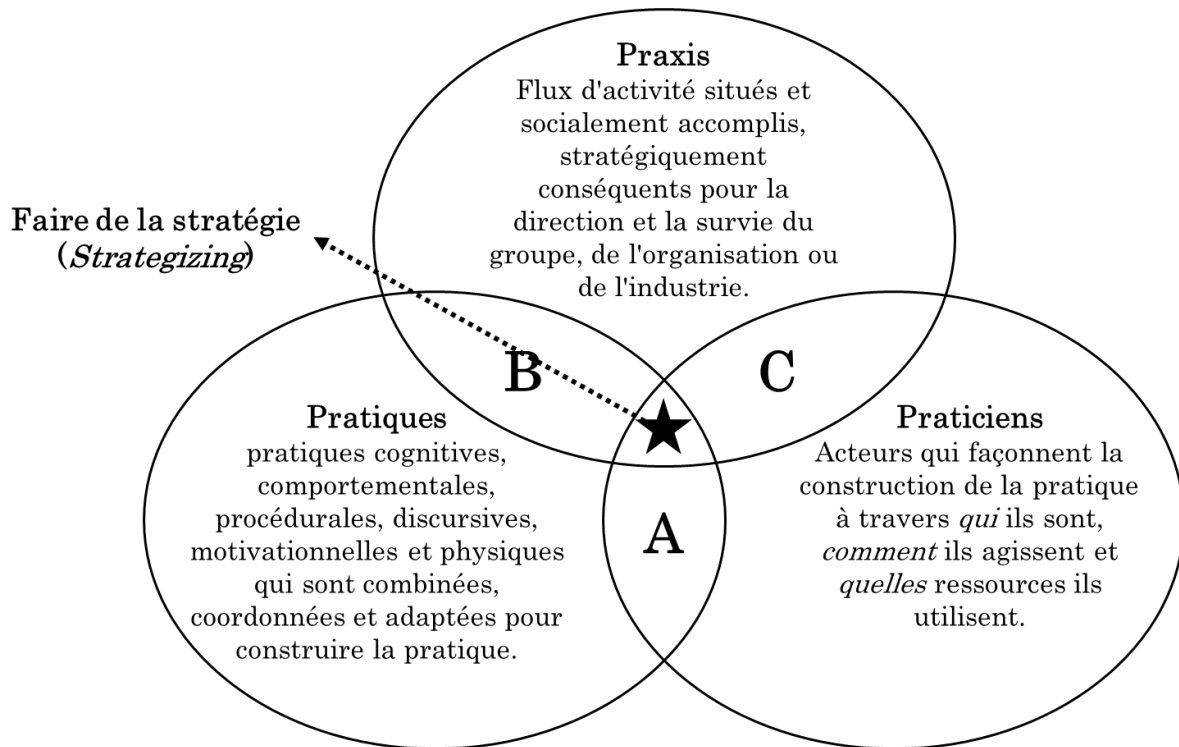 Praxis
Flux d'activité situés et
socialement accomplis,
stratégiquement
conséquents pour la
direction et la survie du
groupe, de l'organisation ou
de l'industrie.
Faire de la stratégie
(Strategizing)
B
C
Pratiques
pratiques cognitives,
comportementales,
procédurales, discursives,
motivationnelles et physiques
qui sont combinées,
coordonnées et adaptées pour
construire la pratique.
A
Praticiens
Acteurs qui façonnent la
construction de la pratique
à travers qui ils sont,
comment ils agissent et
quelles ressources ils
utilisent.